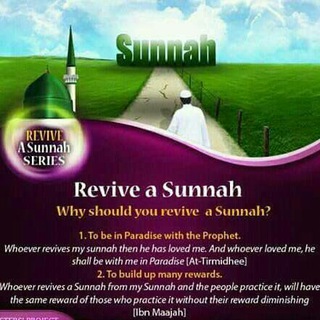 Sunnah
REVIVE
A Sunnah
SERIES
Revive a Sunnah
Why should you revive a Sunnah?
1. To be in Paradise with the Prophet.
Whoever revives my sunnah then he has loved me. And whoever loved me, he
shall be with me in Paradise [At-Tirmidhee]
2. To build up many rewards.
Whoever revives a Sunnah from my Sunnah and the people practice it, will have
the same reward of those who practice it without their reward diminishing
[Ibn Maajah]
PROJECT